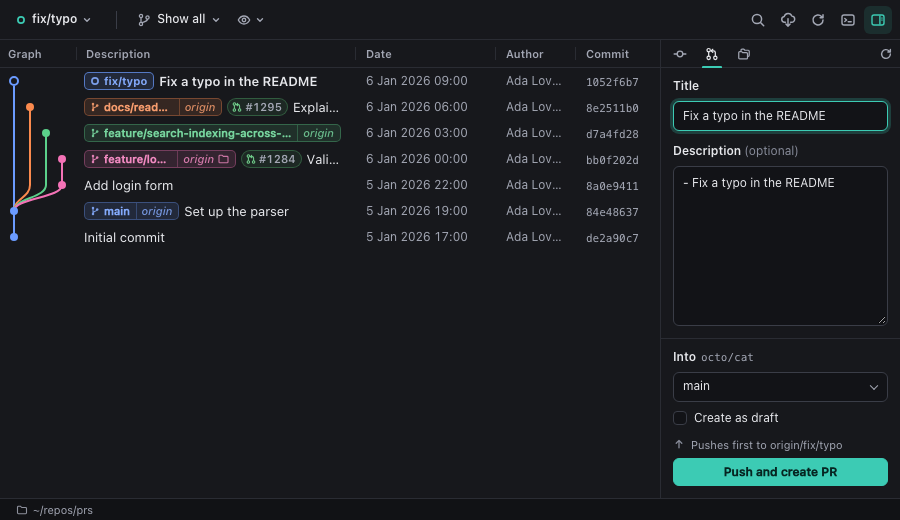 fix/typo
Show all
Graph Description Date Author Commit
fix/typo Fix a typo in the README 6 Jan 2026 09:00 Ada Lov... 1052f6b7
docs/read... origin #1295 Explai... 6 Jan 2026 06:00 Ada Lov... 8e2511b0
feature/search-indexing-across-... origin 6 Jan 2026 03:00 Ada Lov... d7a4fd28
feature/lo... origin #1284 Vali... 6 Jan 2026 00:00 Ada Lov... bb0f202d
Add login form 5 Jan 2026 22:00 Ada Lov... 8a0e9411
main origin Set up the parser 5 Jan 2026 19:00 Ada Lov... 84e48637
Initial commit 5 Jan 2026 17:00 Ada Lov... de2a90c7
Title
Fix a typo in the README
Description (optional)
- Fix a typo in the README
Into octo/cat
main
Create as draft
Pushes first to origin/fix/typo
Push and create PR
~/repos/prs